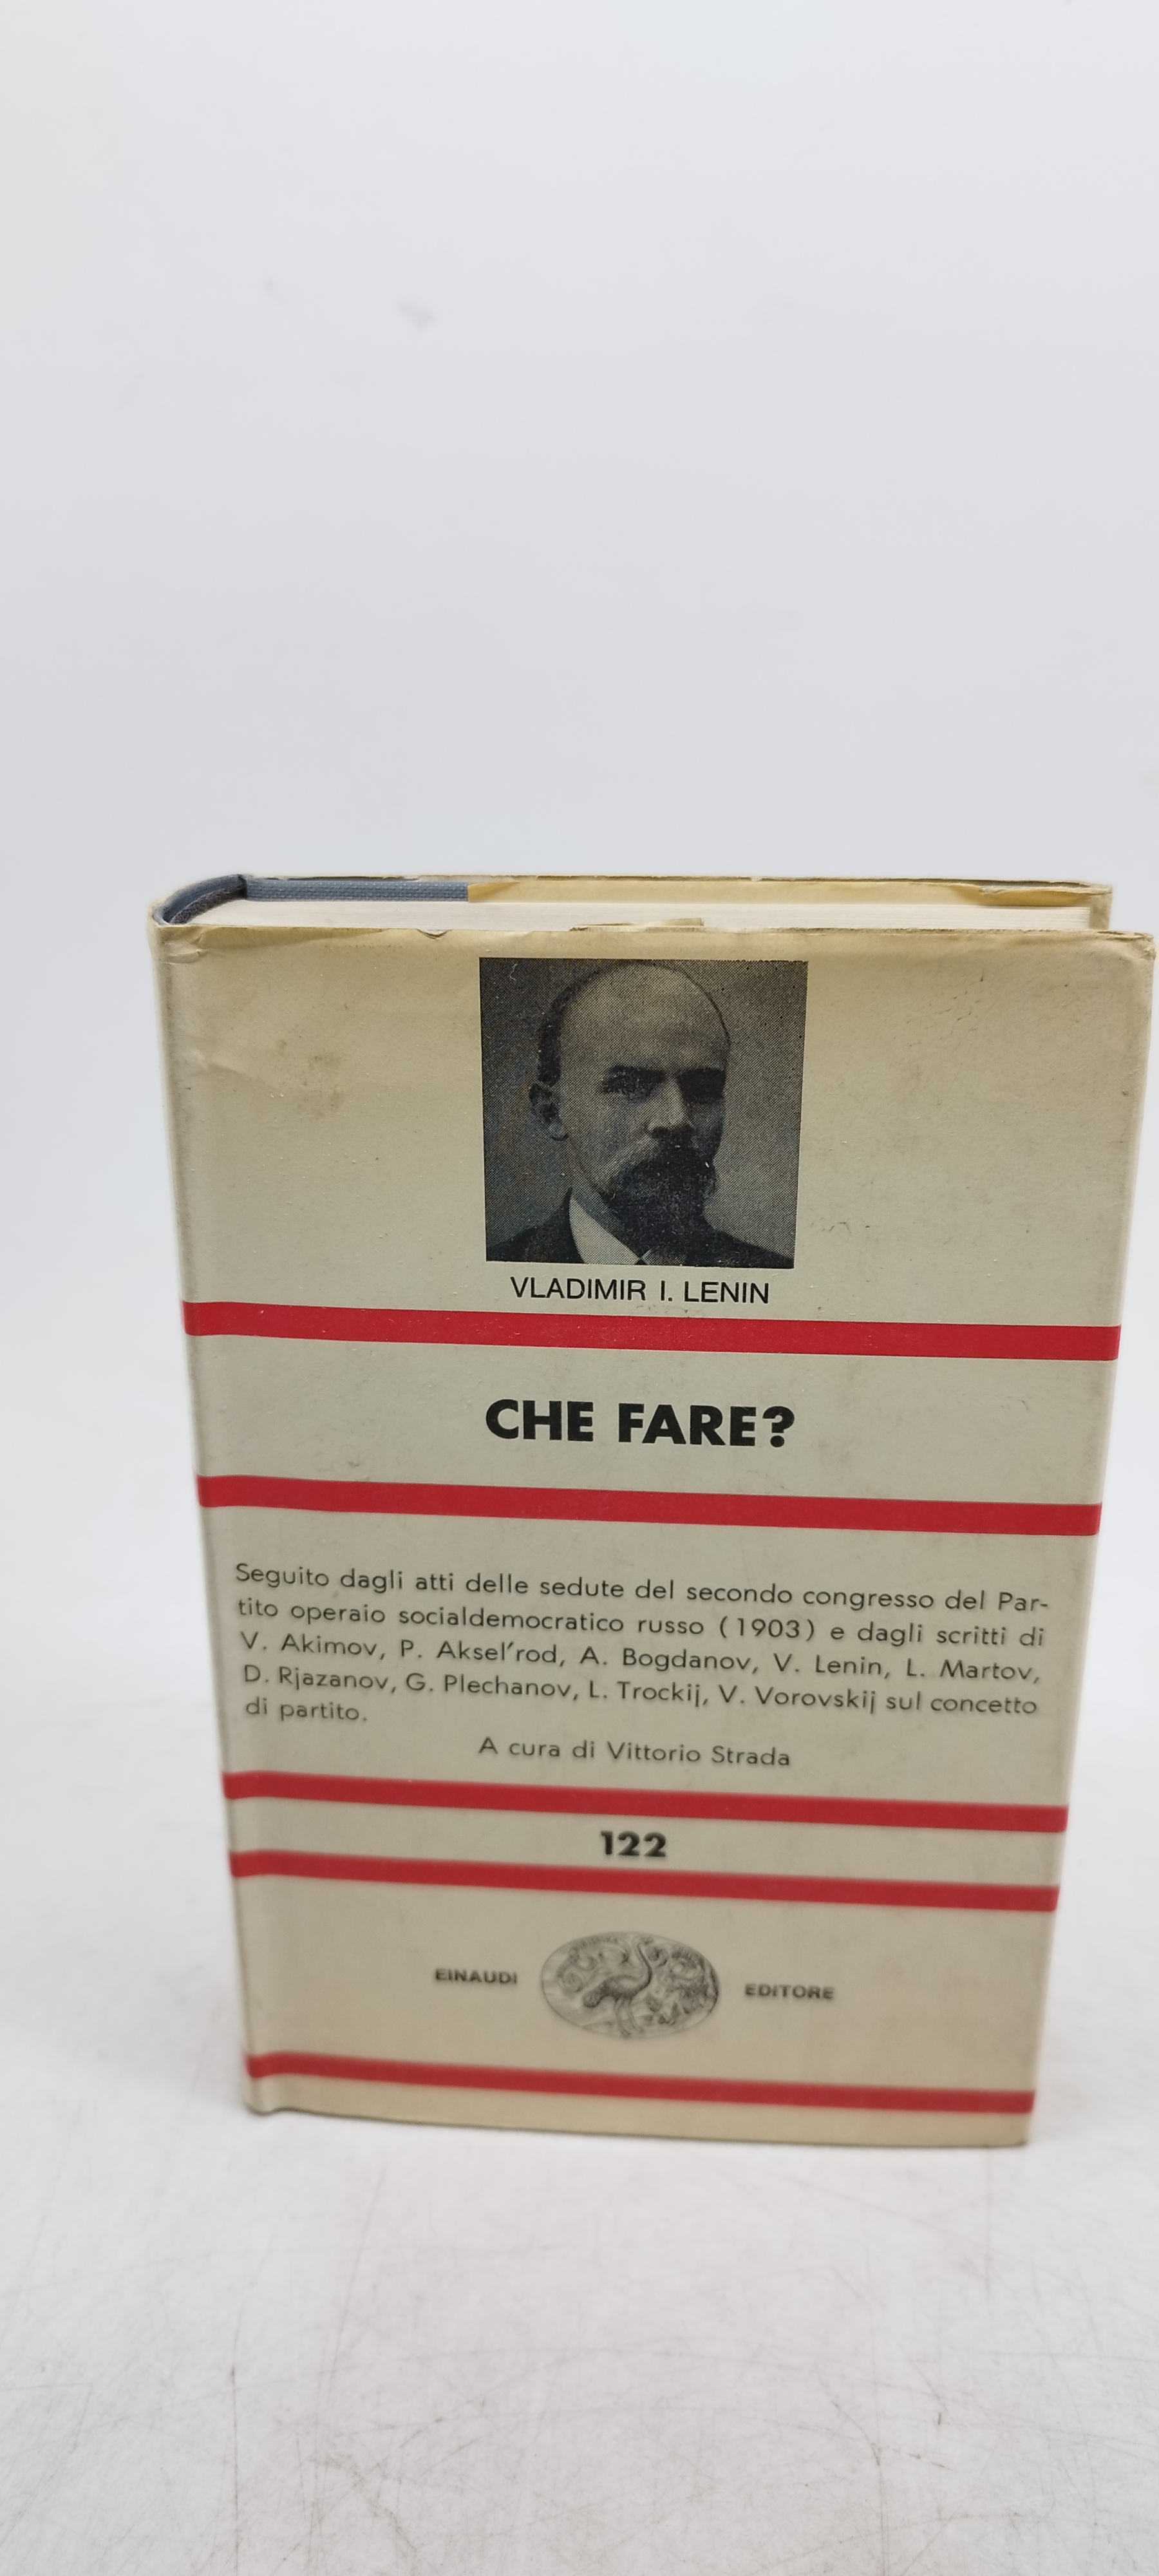 VLADIMIR I. LENIN
CHE FARE?
Seguito dagli atti delle sedute del secondo congresso del Par-
tito operaio socialdemocratico russo (1903) e dagli scritti di
V. Akimov, P. Aksel'rod, A. Bogdanov, V. Lenin, L. Martov,
D. Rjazanov, G. Plechanov, L. Trockij, V. Vorovskij sul concetto
di partito.
A cura di Vittorio Strada
122
EINAUDI EDITORE